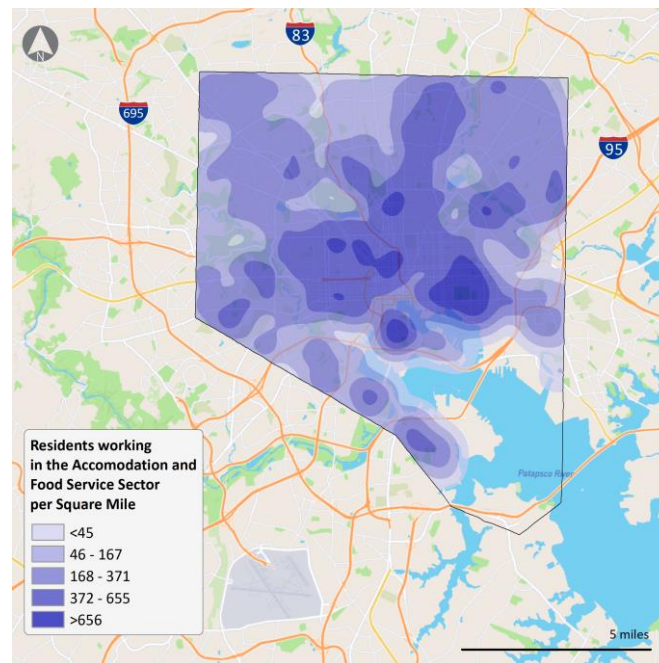 N
83
695
95
Patapsco River
Residents working
in the Accomodation and
Food Service Sector
per Square Mile
<45
46 - 167
168 - 371
372 - 655
>656
5 miles